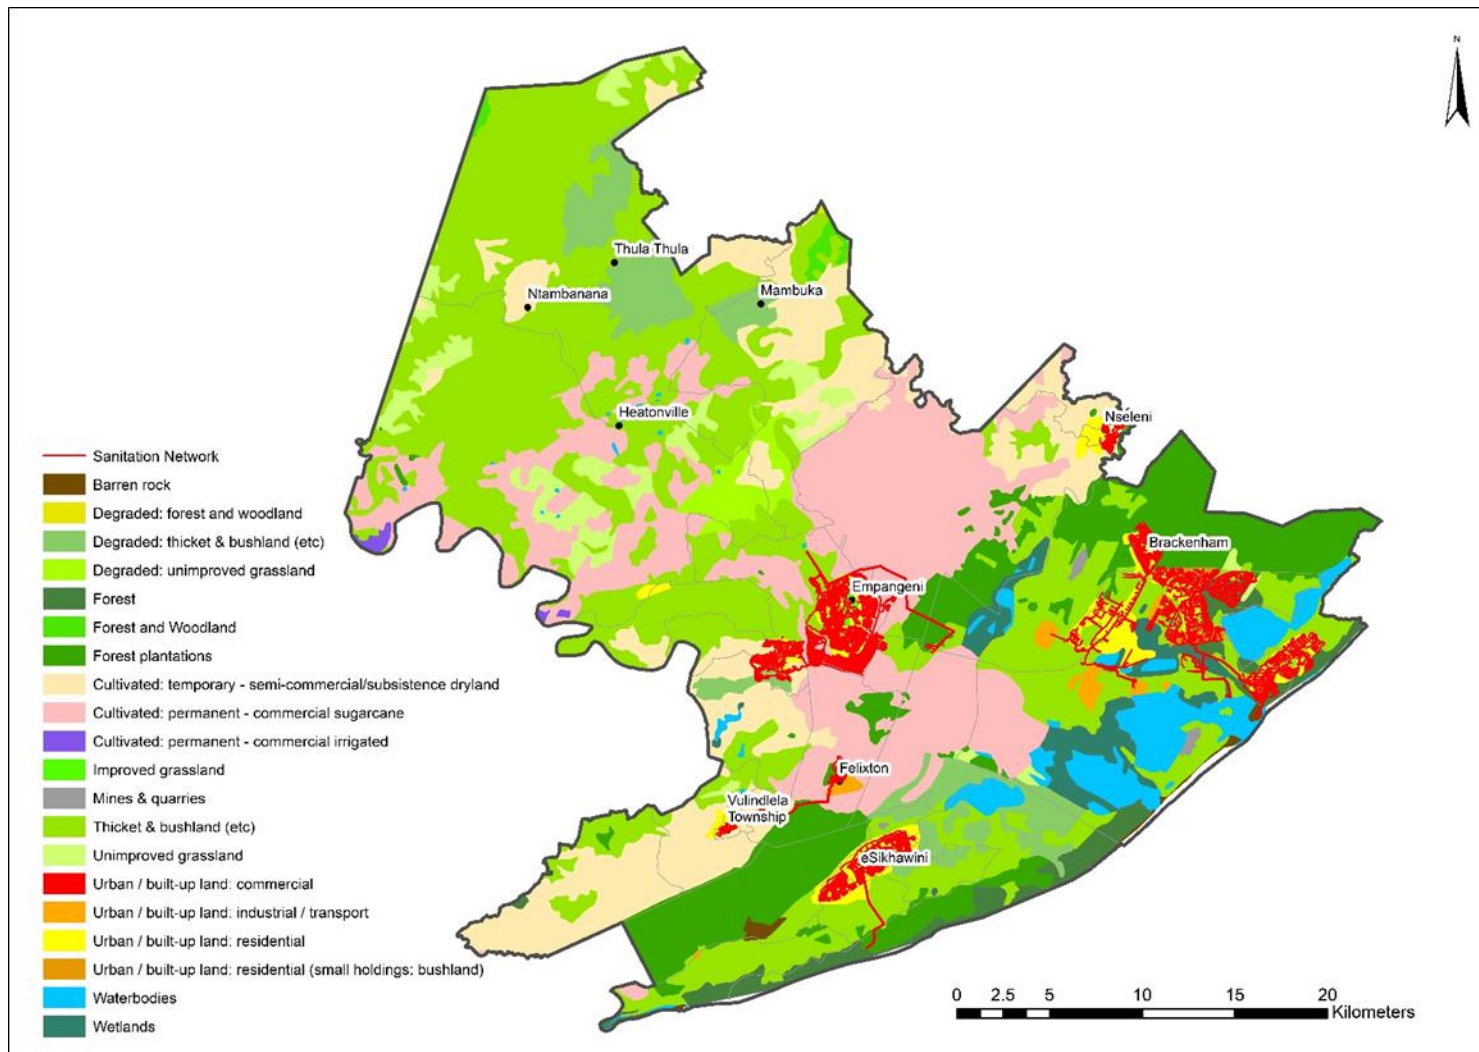 N
Thula Thula
Ntambanana
Mambuka
Heatonville
Nseleni
Brackenham
Empangeni
Felixton
Vulindlela
Township
eSikhawini
Sanitation Network
Barren rock
Degraded: forest and woodland
Degraded: thicket & bushland (etc)
Degraded: unimproved grassland
Forest
Forest and Woodland
Forest plantations
Cultivated: temporary - semi-commercial/subsistence dryland
Cultivated: permanent - commercial sugarcane
Cultivated: permanent - commercial irrigated
Improved grassland
Mines & quarries
Thicket & bushland (etc)
Unimproved grassland
Urban / built-up land: commercial
Urban / built-up land: industrial / transport
Urban / built-up land: residential
Urban / built-up land: residential (small holdings: bushland)
Waterbodies
Wetlands
0 2.5 5 10 15 20
Kilometers